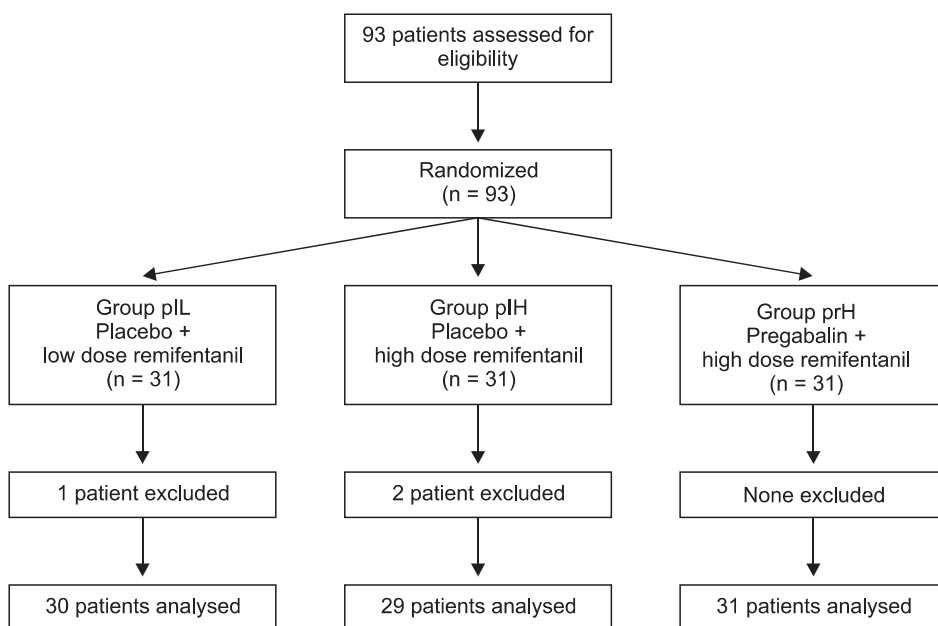 93 patients assessed for
eligibility
Randomized
(n = 93)
Group plL
Placebo +
low dose remifentanil
(n = 31)
Group plH
Placebo +
high dose remifentanil
(n = 31)
Group prH
Pregabalin +
high dose remifentanil
(n = 31)
1 patient excluded
2 patient excluded
None excluded
30 patients analysed
29 patients analysed
31 patients analysed